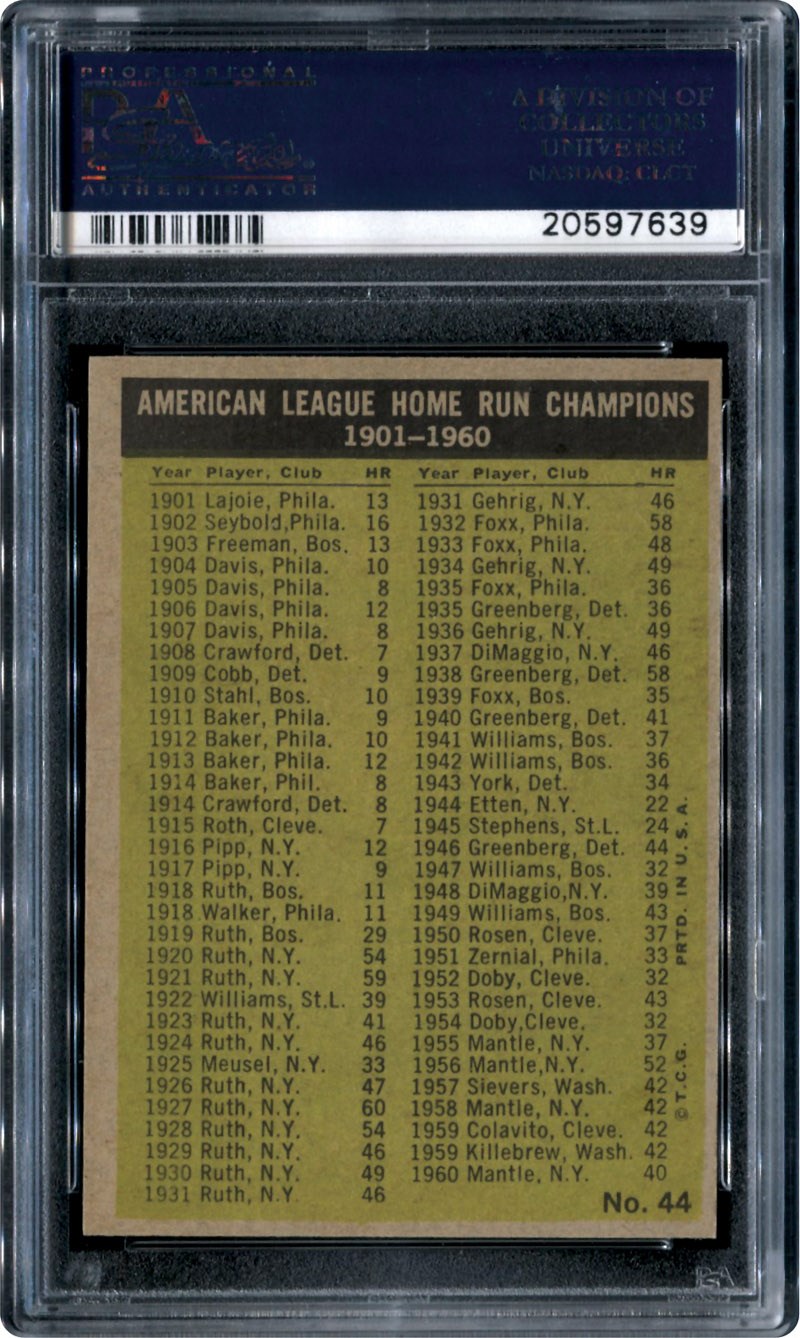 PROFESSIONAL
PSA
AUTHENTICATOR
A DIVISION OF
COLLECTORS
UNIVERSE
NASDAQ: CLCT
20597639
AMERICAN LEAGUE HOME RUN CHAMPIONS
1901-1960
Year Player, Club HR
1901 Lajoie, Phila. 13
1902 Seybold,Phila. 16
1903 Freeman, Bos. 13
1904 Davis, Phila. 10
1905 Davis, Phila. 8
1906 Davis, Phila. 12
1907 Davis, Phila. 8
1908 Crawford, Det. 7
1909 Cobb, Det. 9
1910 Stahl, Bos. 10
1911 Baker, Phila. 9
1912 Baker, Phila. 10
1913 Baker, Phila. 12
1914 Baker, Phil. 8
1914 Crawford, Det. 8
1915 Roth, Cleve. 7
1916 Pipp, N.Y. 12
1917 Pipp, N.Y. 9
1918 Ruth, Bos. 11
1918 Walker, Phila. 11
1919 Ruth, Bos. 29
1920 Ruth, N.Y. 54
1921 Ruth, N.Y. 59
1922 Williams, St.L. 39
1923 Ruth, N.Y. 41
1924 Ruth, N.Y. 46
1925 Meusel, N.Y. 33
1926 Ruth, N.Y. 47
1927 Ruth, N.Y. 60
1928 Ruth, N.Y. 54
1929 Ruth, N.Y. 46
1930 Ruth, N.Y. 49
1931 Ruth, N.Y 46
Year Player, Club HR
1931 Gehrig, N.Y. 46
1932 Foxx, Phila. 58
1933 Foxx, Phila. 48
1934 Gehrig, N.Y. 49
1935 Foxx, Phila. 36
1935 Greenberg, Det. 36
1936 Gehrig, N.Y. 49
1937 DiMaggio, N.Y. 46
1938 Greenberg, Det. 58
1939 Foxx, Bos. 35
1940 Greenberg, Det. 41
1941 Williams, Bos. 37
1942 Williams, Bos. 36
1943 York, Det. 34
1944 Etten, N.Y. 22
1945 Stephens, St.L. 24
1946 Greenberg, Det. 44
1947 Williams, Bos. 32
1948 DiMaggio,N.Y. 39
1949 Williams, Bos. 43
1950 Rosen, Cleve. 37
1951 Zernial, Phila. 33
1952 Doby, Cleve. 32
1953 Rosen, Cleve. 43
1954 Doby,Cleve. 32
1955 Mantle, N.Y. 37
1956 Mantle,N.Y. 52
1957 Sievers, Wash. 42
1958 Mantle, N.Y. 42
1959 Colavito, Cleve. 42
1959 Killebrew, Wash. 42
1960 Mantle, N.Y. 40
No. 44
© T.C.G. PRTD. IN U.S.A.
PSA